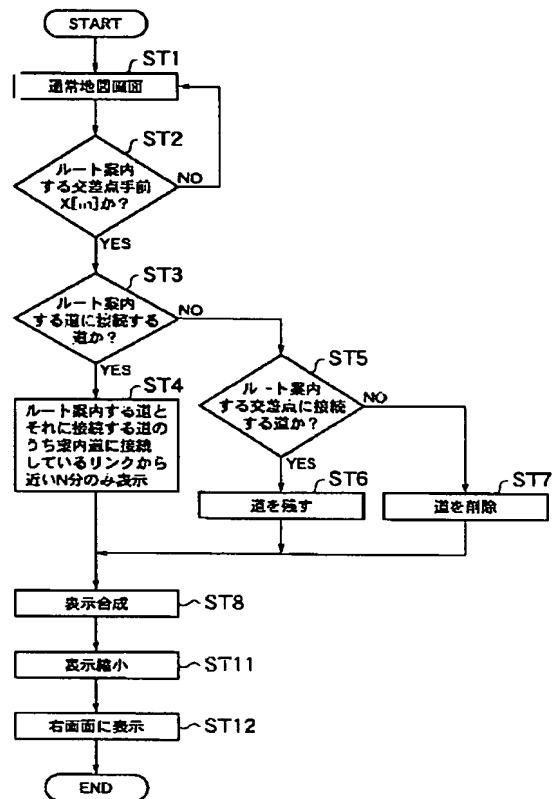 START
ST1
通常地図画面
ST2
ルート案内
する交差点手前
X[m]か？
NO
YES
ST3
ルート案内
する道に接続する
道か？
NO
YES
ST4
ルート案内する道と
それに接続する道の
うち案内道に接続
しているリンクから
近いN分のみ表示
ST5
ルート案内
する交差点に接続
する道か？
NO
YES
ST6
道を残す
ST7
道を削除
ST8
表示合成
ST11
表示縮小
ST12
右画面に表示
END